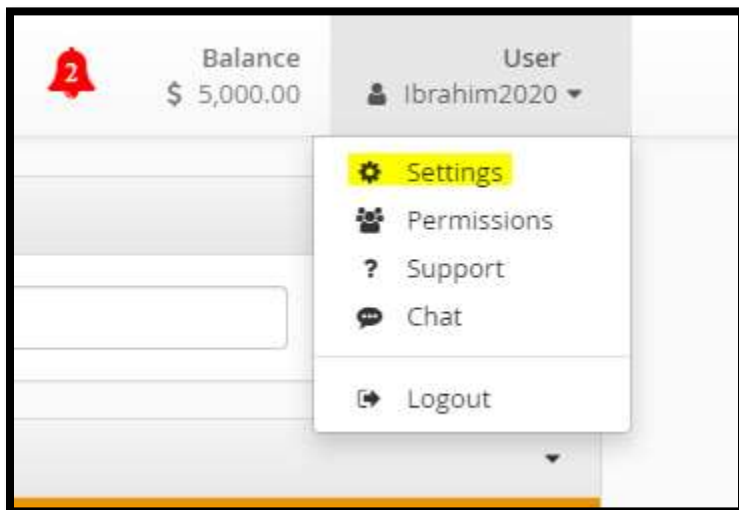 2
Balance
$ 5,000.00
User
Ibrahim2020
Settings
Permissions
? Support
Chat
Logout